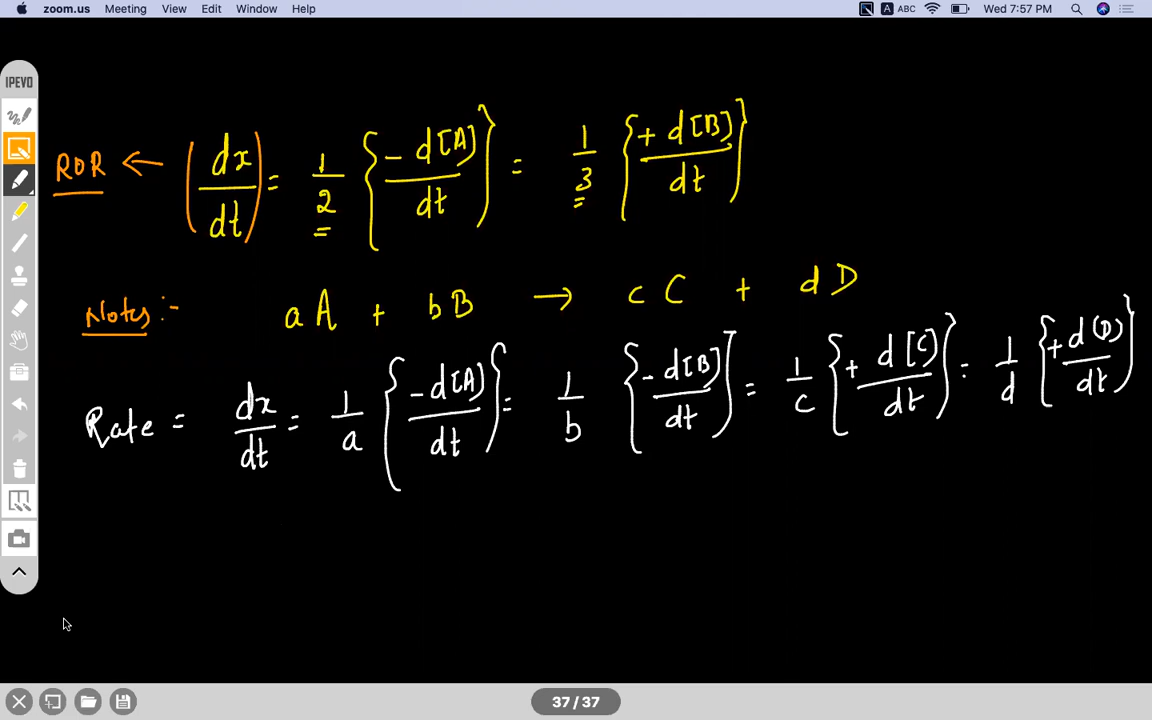 zoom.us Meeting View Edit Window Help A ABC Wed 7:57 PM
IPEVO
ROR ← (dx/dt) = 1/2 {- d[A]/dt} = 1/3 {+ d[B]/dt}
Notes :- aA + bB → cC + dD
Rate = dx/dt = 1/a {- d[A]/dt} = 1/b {- d[B]/dt} = 1/c {+ d[C]/dt} = 1/d {+ d[D]/dt}
37 / 37